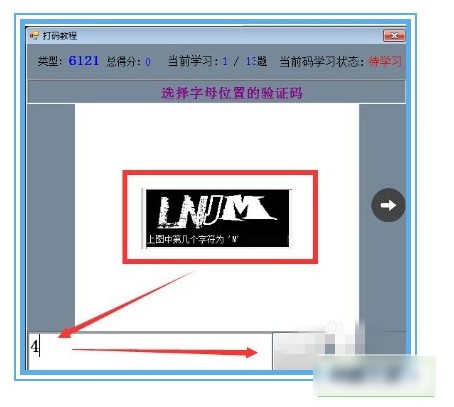 打码教程
类型: 6121 总得分: 0 当前学习: 1 / 13题 当前码学习状态: 待学习
选择字母位置的验证码
LNJM
上图中第几个字符为 'M'
4